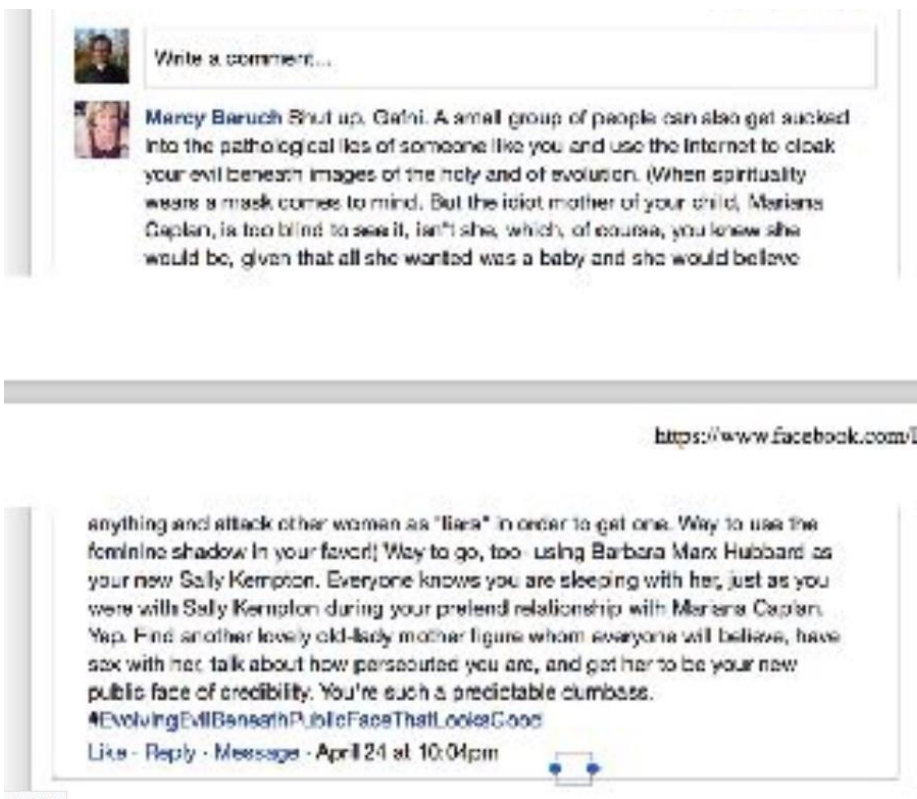 Write a comment...
Marcy Baruch Shut up, Gafni. A small group of people can also get sucked
into the pathological lies of someone like you and use the Internet to cloak
your evil beneath images of the holy and of evolution. (When spirituality
wears a mask comes to mind. But the idiot mother of your child, Mariana
Caplan, is too blind to see it, isn't she, which, of course, you knew she
would be, given that all she wanted was a baby and she would believe
https://www.facebook.com/
anything and attack other women as "liars" in order to get one. Way to use the
feminine shadow in your favor!) Way to go, too- using Barbara Marx Hubbard as
your new Sally Kempton. Everyone knows you are sleeping with her, just as you
were with Sally Kempton during your pretend relationship with Mariana Caplan.
Yep. Find another lovely old-lady mother figure whom everyone will believe, have
sex with her, talk about how persecuted you are, and get her to be your new
public face of credibility. You're such a predictable dumbass.
#EvolvingEvilBeneathPublicFaceThatLooksGood
Like · Reply · Message · April 24 at 10:04pm